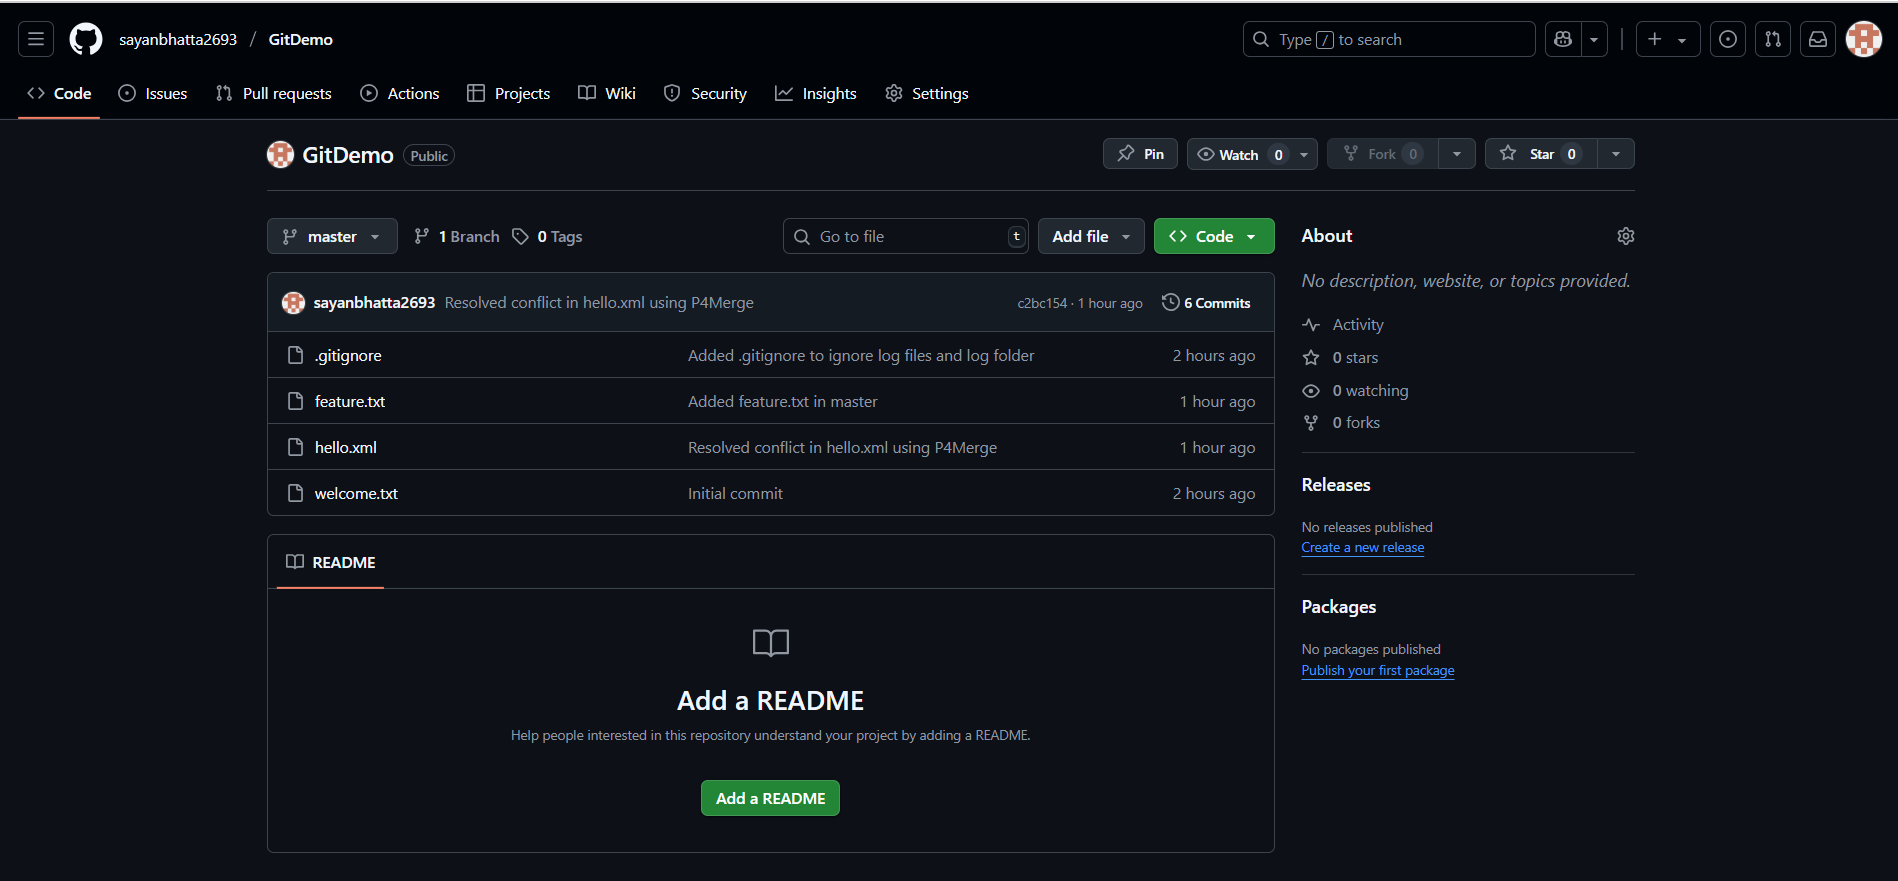 sayanbhatta2693 / GitDemo
Type / to search
Code Issues Pull requests Actions Projects Wiki Security Insights Settings
GitDemo Public
Pin Watch 0 Fork 0 Star 0
master 1 Branch 0 Tags Go to file t Add file Code
sayanbhatta2693 Resolved conflict in hello.xml using P4Merge c2bc154 · 1 hour ago 6 Commits
.gitignore Added .gitignore to ignore log files and log folder 2 hours ago
feature.txt Added feature.txt in master 1 hour ago
hello.xml Resolved conflict in hello.xml using P4Merge 1 hour ago
welcome.txt Initial commit 2 hours ago
README
Add a README
Help people interested in this repository understand your project by adding a README.
Add a README
About
No description, website, or topics provided.
Activity
0 stars
0 watching
0 forks
Releases
No releases published
Create a new release
Packages
No packages published
Publish your first package